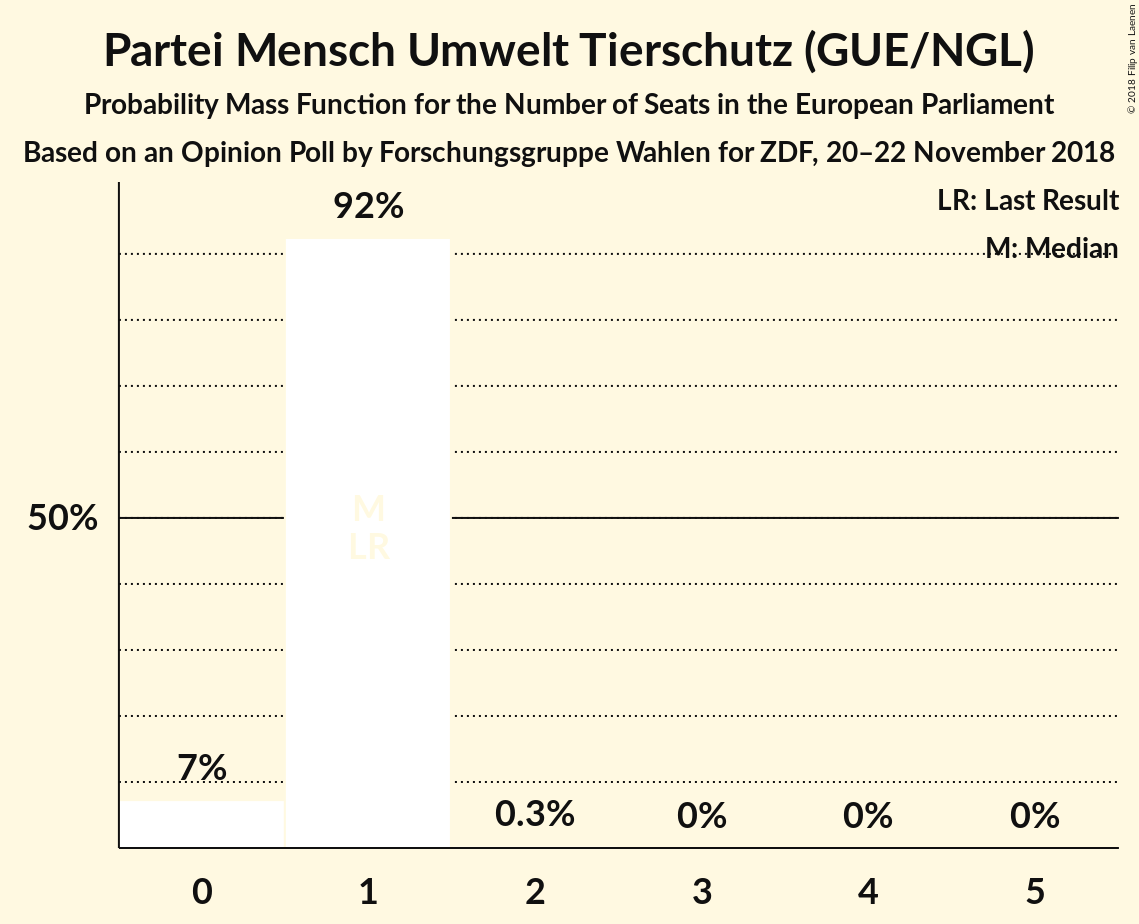 Partei Mensch Umwelt Tierschutz (GUE/NGL)
Probability Mass Function for the Number of Seats in the European Parliament
Based on an Opinion Poll by Forschungsgruppe Wahlen for ZDF, 20–22 November 2018
© 2018 Filip van Laenen
LR: Last Result
M: Median
92%
50%
M
LR
7%
0.3%
0%
0%
0%
0 1 2 3 4 5